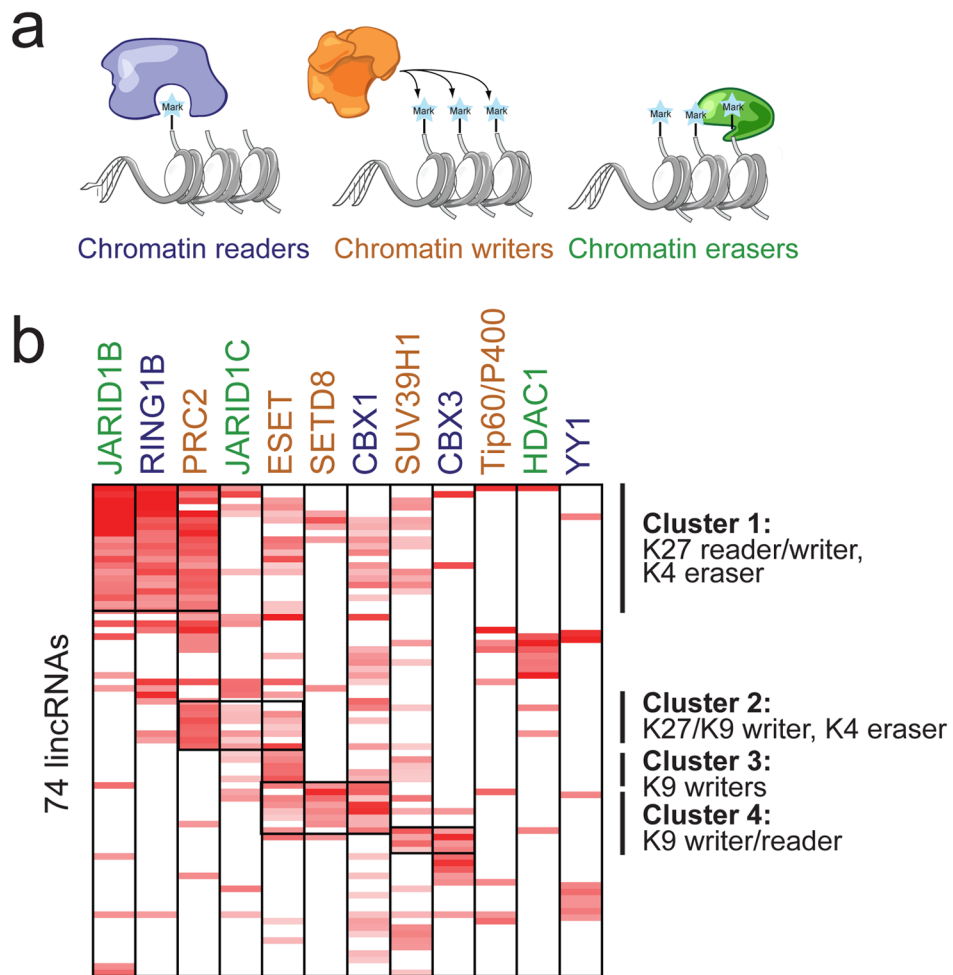 a
Mark
Mark Mark Mark
Mark Mark Mark
Chromatin readers
Chromatin writers
Chromatin erasers
b
JARID1B
RING1B
PRC2
JARID1C
ESET
SETD8
CBX1
SUV39H1
CBX3
Tip60/P400
HDAC1
YY1
74 lincRNAs
Cluster 1:
K27 reader/writer,
K4 eraser
Cluster 2:
K27/K9 writer, K4 eraser
Cluster 3:
K9 writers
Cluster 4:
K9 writer/reader